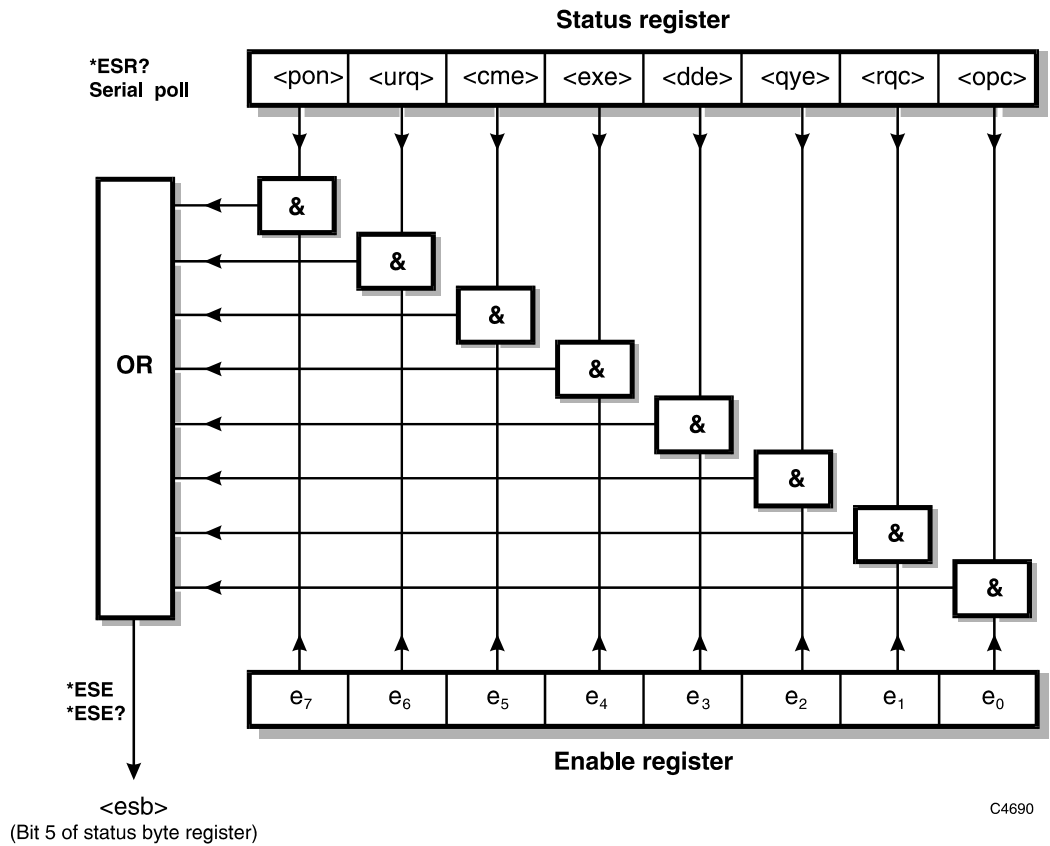 Status register
*ESR?
Serial poll
<pon> <urq> <cme> <exe> <dde> <qye> <rqc> <opc>
&
&
&
&
&
&
&
&
OR
*ESE
*ESE?
e₇ e₆ e₅ e₄ e₃ e₂ e₁ e₀
Enable register
<esb>
(Bit 5 of status byte register)
C4690